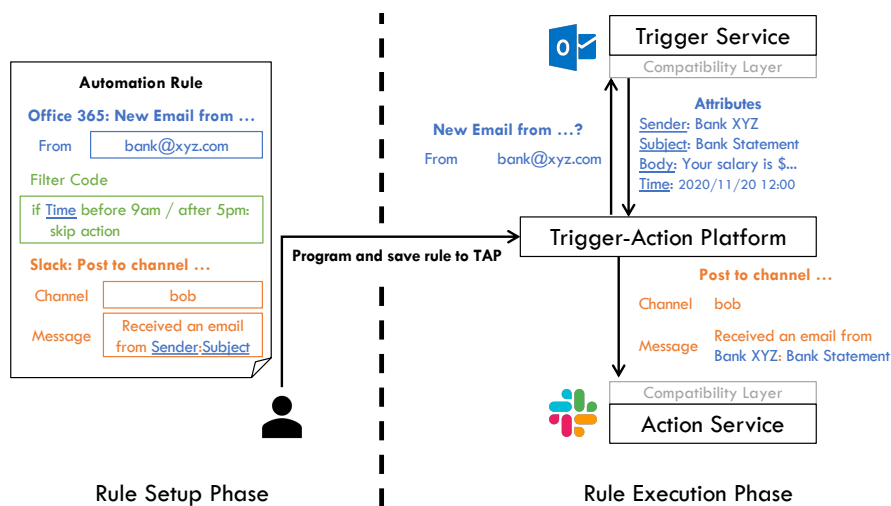 Automation Rule
Office 365: New Email from ...
From bank@xyz.com
Filter Code
if Time before 9am / after 5pm:
skip action
Slack: Post to channel ...
Channel bob
Message Received an email
from Sender:Subject
Program and save rule to TAP
Rule Setup Phase
O
Trigger Service
Compatibility Layer
New Email from ...?
From bank@xyz.com
Attributes
Sender: Bank XYZ
Subject: Bank Statement
Body: Your salary is $...
Time: 2020/11/20 12:00
Trigger-Action Platform
Post to channel ...
Channel bob
Message Received an email from
Bank XYZ: Bank Statement
Compatibility Layer
Action Service
Rule Execution Phase